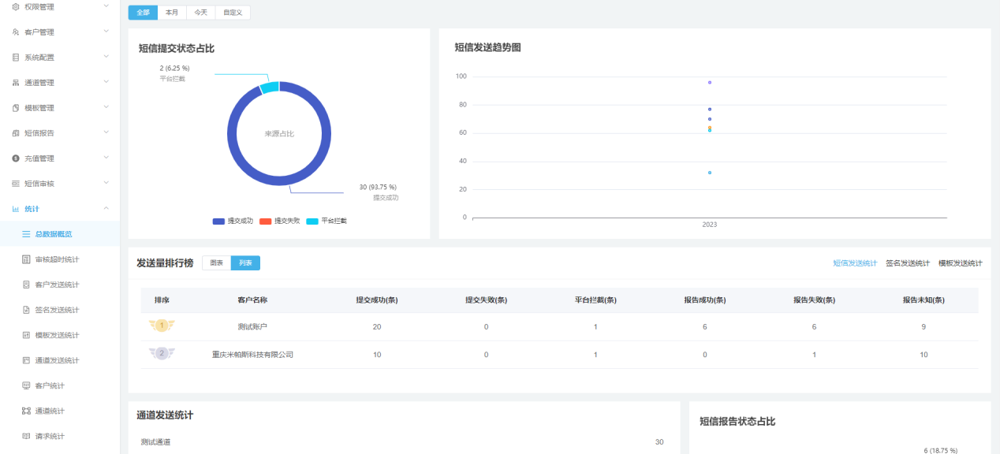 权限管理
客户管理
系统配置
通道管理
模板管理
短信报告
充值管理
短信审核
统计
总数据概览
审核超时统计
客户发送统计
签名发送统计
模板发送统计
通道发送统计
客户统计
通道统计
请求统计
全部 本月 今天 自定义
短信提交状态占比
2 (6.25 %)
平台拦截
来源占比
30 (93.75 %)
提交成功
提交成功 提交失败 平台拦截
短信发送趋势图
100
80
60
40
20
0
2023
发送量排行榜 图表 列表 短信发送统计 签名发送统计 模板发送统计
排序 客户名称 提交成功(条) 提交失败(条) 平台拦截(条) 报告成功(条) 报告失败(条) 报告未知(条)
1 测试账户 20 0 1 6 6 9
2 重庆米帕斯科技有限公司 10 0 1 0 1 10
通道发送统计
测试通道 30
短信报告状态占比
6 (18.75 %)